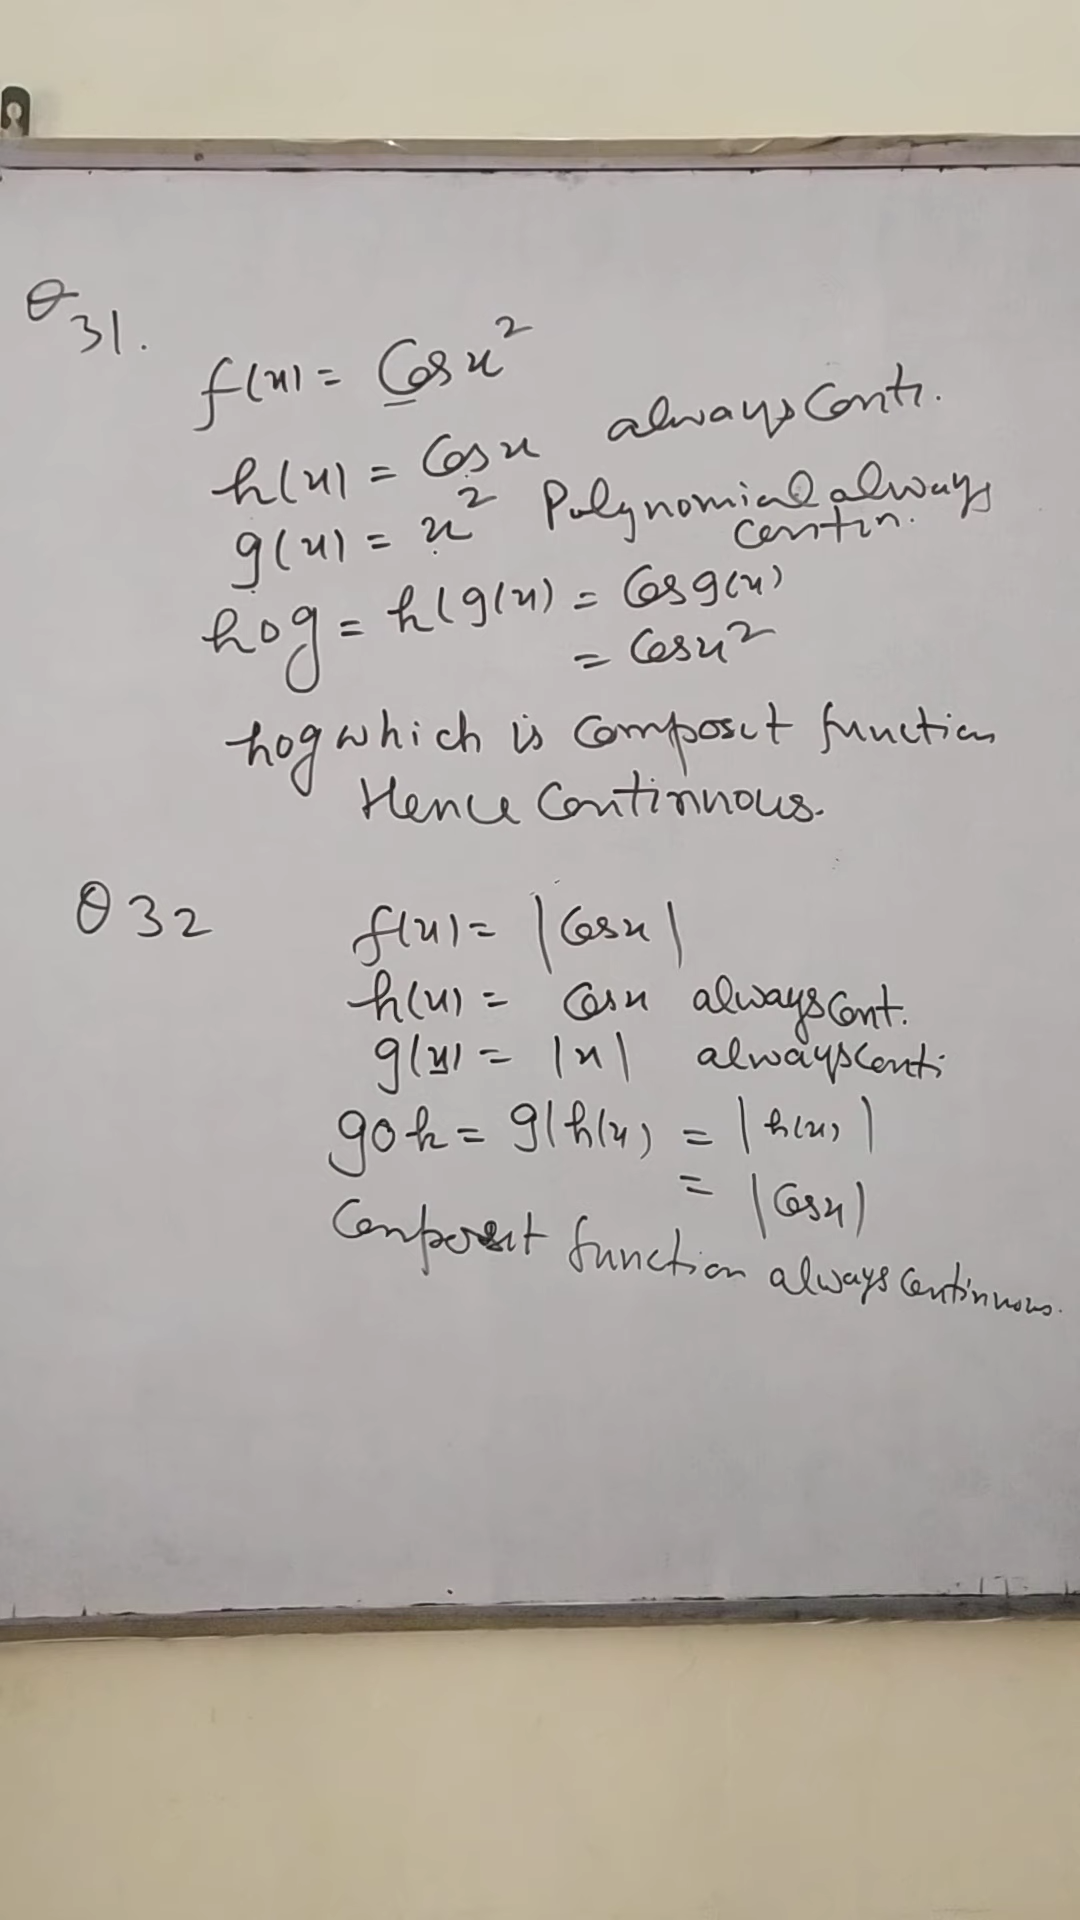 Q31.
f(x) = Cos x²
h(x) = Cos x always Conti.
g(x) = x² Polynomial always
contin.
hog = h(g(x) = Cos g(x)
= Cos x²
hog which is Composit function
Hence Continuous.
Q 32
f(x) = |Cos x|
h(x) = Cos x always Cont.
g(x) = |x| always Conti
goh = g(h(x) = |h(x)|
= |Cos x|
Composit function always Continuous.